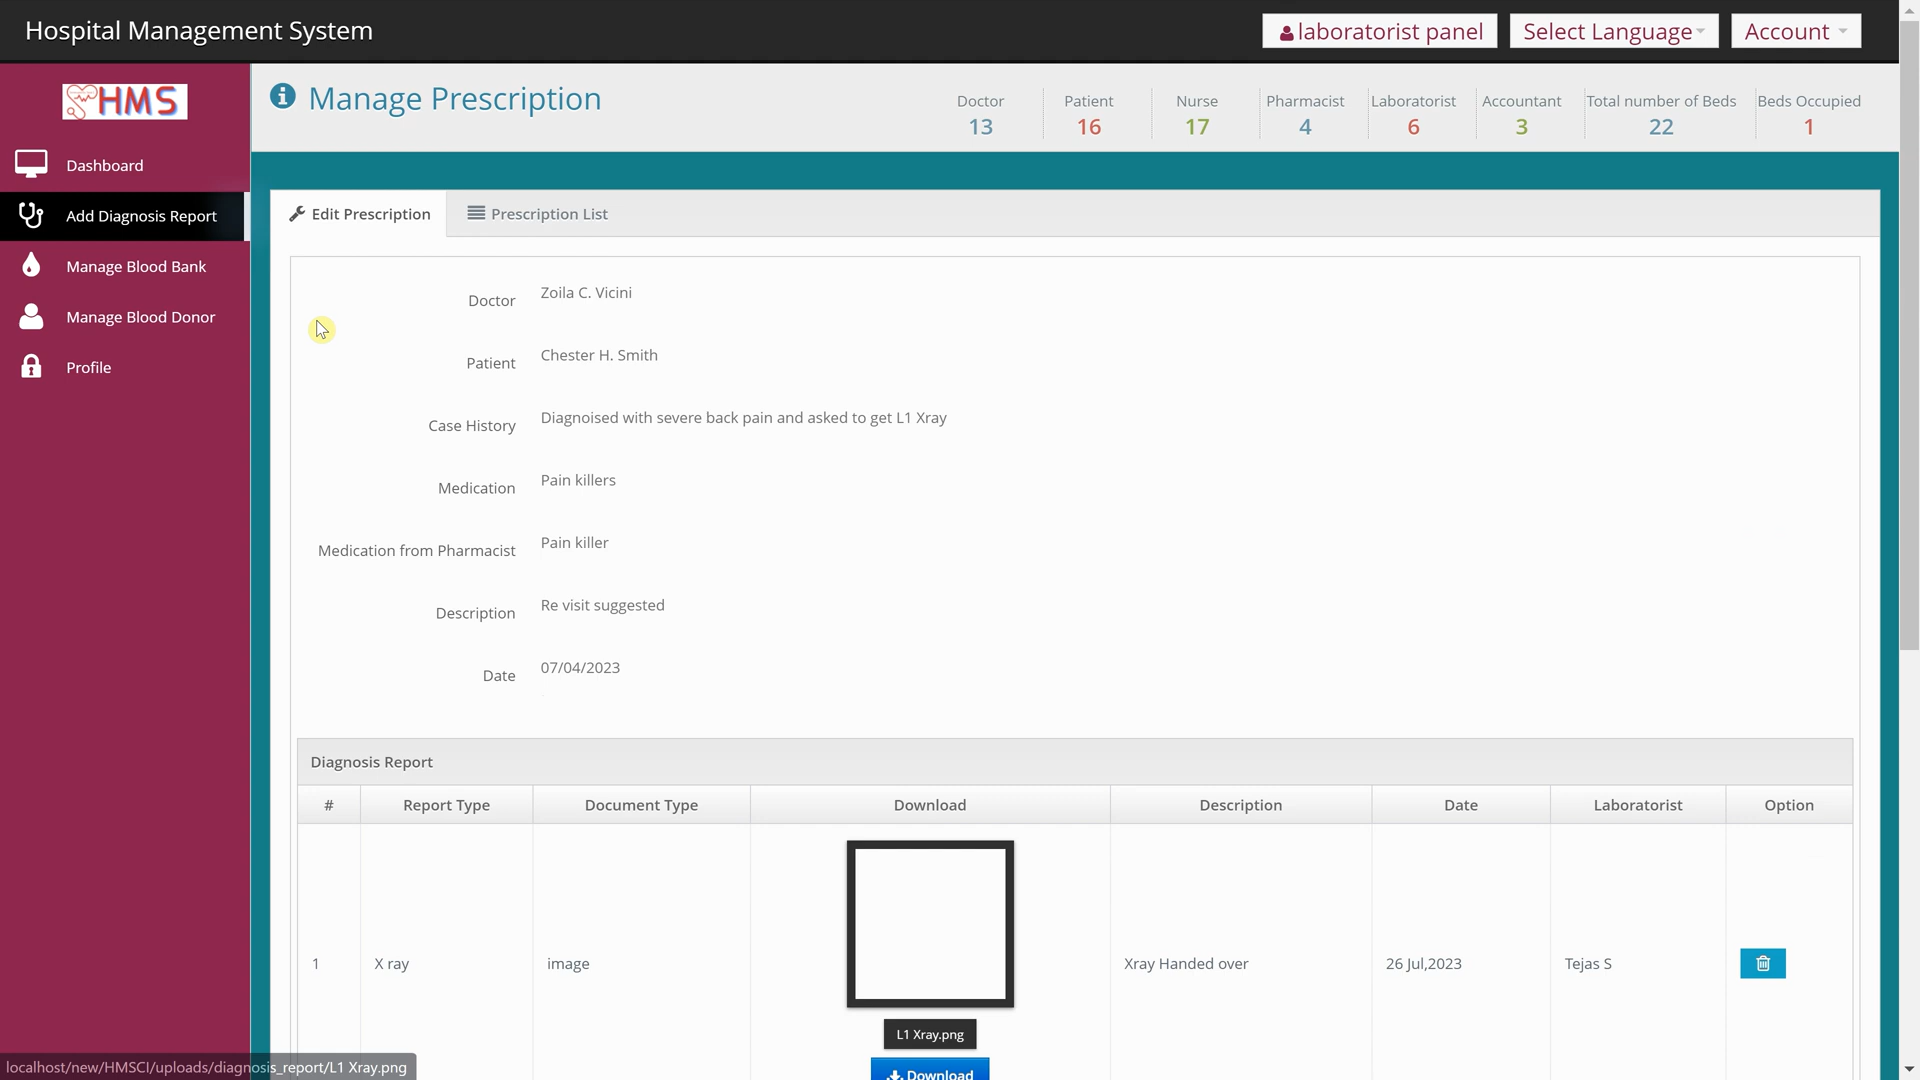 Hospital Management System
laboratorist panel
Select Language
Account
HMS
Manage Prescription
Doctor
13
Patient
16
Nurse
17
Pharmacist
4
Laboratorist
6
Accountant
3
Total number of Beds
22
Beds Occupied
1
Dashboard
Add Diagnosis Report
Manage Blood Bank
Manage Blood Donor
Profile
Edit Prescription
Prescription List
Doctor Zoila C. Vicini
Patient Chester H. Smith
Case History Diagnoised with severe back pain and asked to get L1 Xray
Medication Pain killers
Medication from Pharmacist Pain killer
Description Re visit suggested
Date 07/04/2023
Diagnosis Report
# Report Type Document Type Download Description Date Laboratorist Option
1 X ray image Xray Handed over 26 Jul,2023 Tejas S
L1 Xray.png
Download
localhost/new/HMSCI/uploads/diagnosis_report/L1 Xray.png